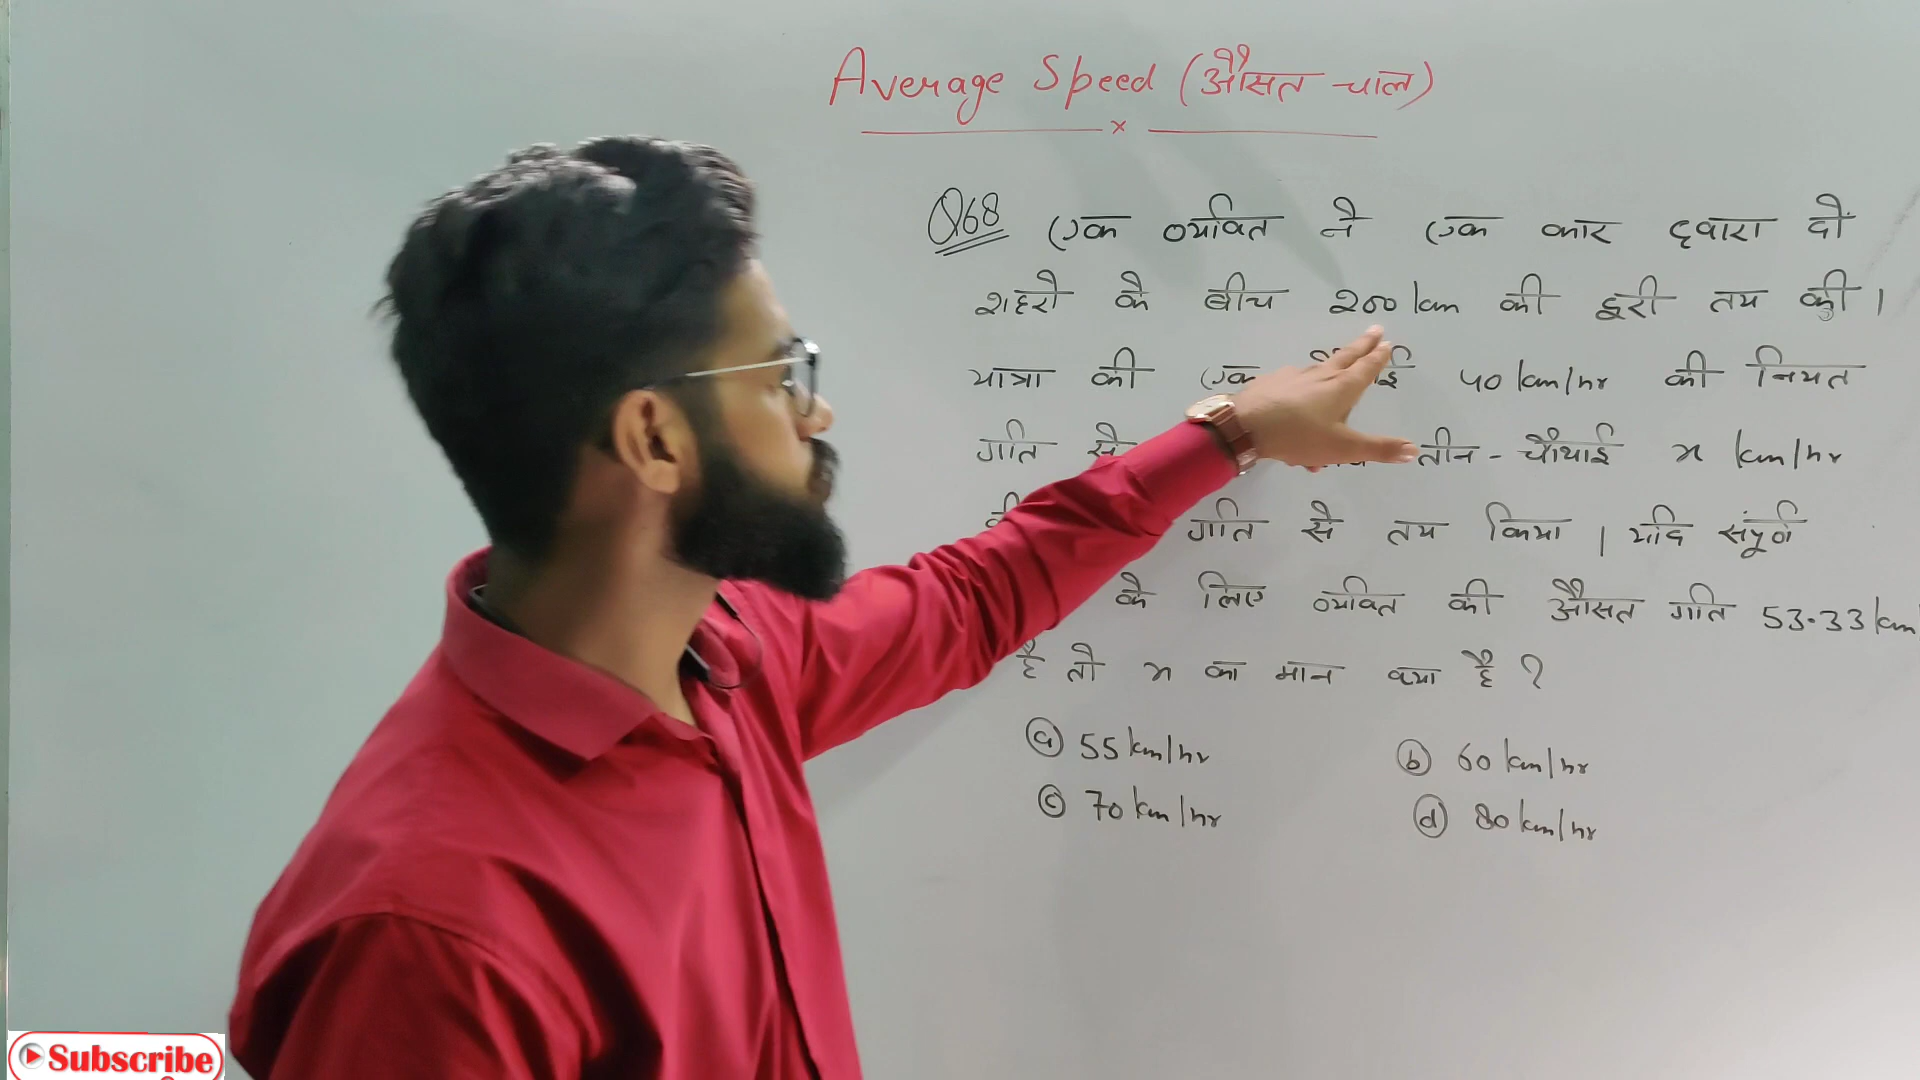 Average Speed (औसत चाल)
Q68 एक व्यक्ति ने एक कार द्वारा दो
शहरो के बीच 200 km की दूरी तय की।
यात्रा की एक 40 km/hr की नियत
गति से तीन-चौथाई x km/hr
गति से तय किया। यदि संपूर्ण
के लिए व्यक्ति की औसत गति 53.33 km
है तो x का मान क्या है?
(a) 55 km/hr (b) 60 km/hr
(c) 70 km/hr (d) 80 km/hr
Subscribe